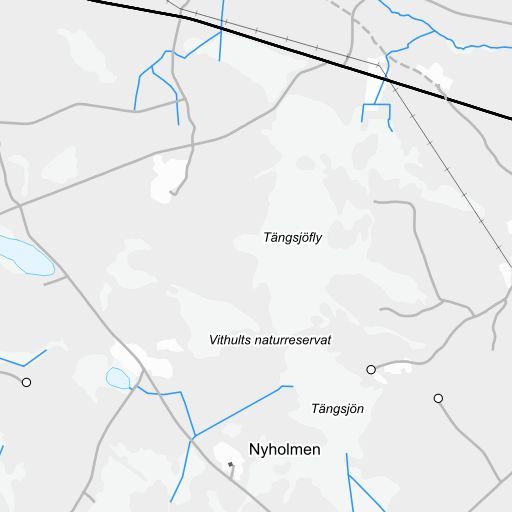 Tängsjöfly
Vithults naturreservat
Tängsjön
Nyholmen